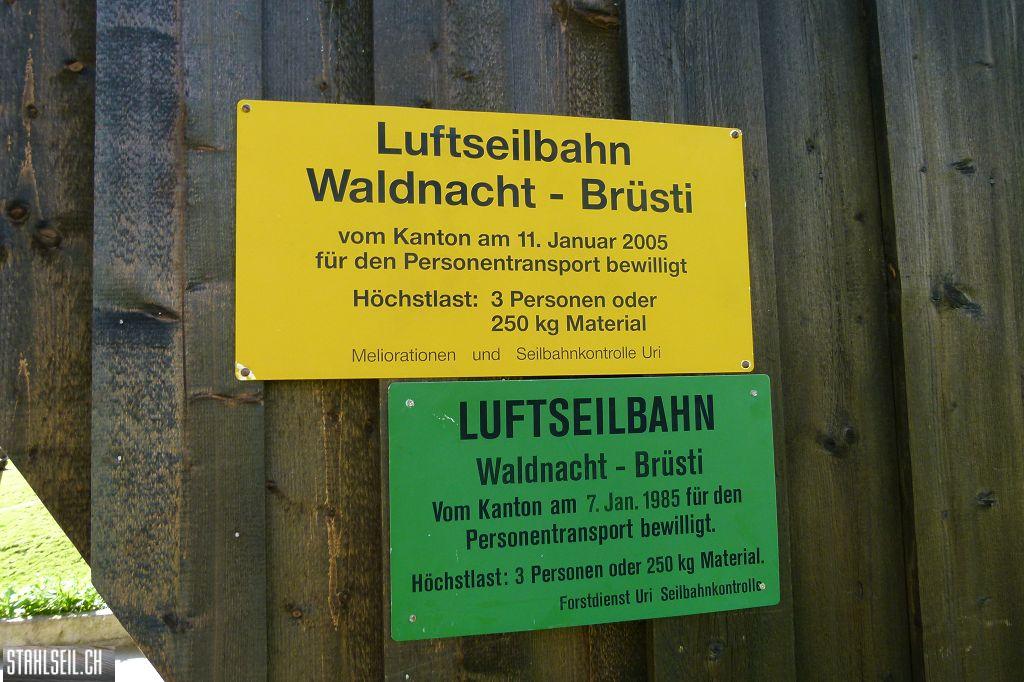 Luftseilbahn
Waldnacht - Brüsti
vom Kanton am 11. Januar 2005
für den Personentransport bewilligt
Höchstlast: 3 Personen oder
250 kg Material
Meliorationen und Seilbahnkontrolle Uri
LUFTSEILBAHN
Waldnacht - Brüsti
Vom Kanton am 7. Jan. 1985 für den
Personentransport bewilligt.
Höchstlast: 3 Personen oder 250 kg Material.
Forstdienst Uri Seilbahnkontrolle
STAHLSEIL.CH